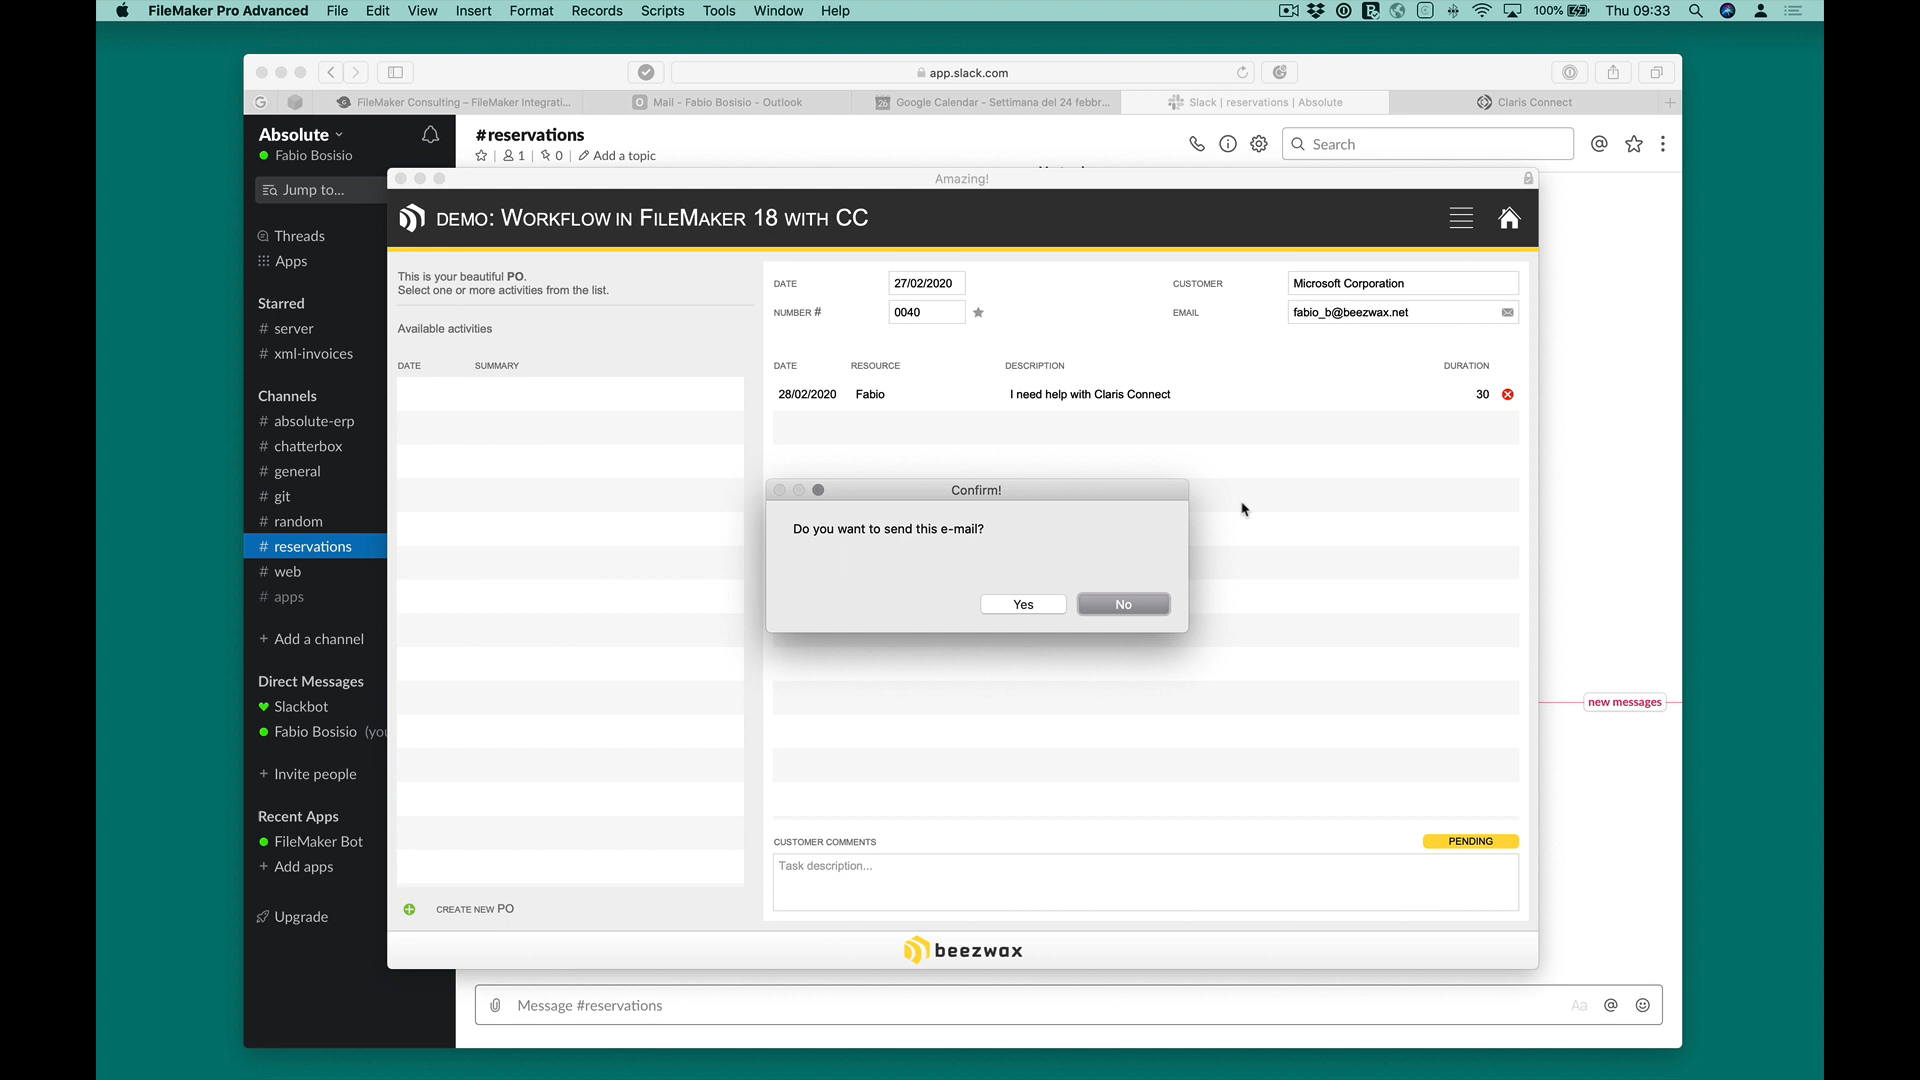 FileMaker Pro Advanced File Edit View Insert Format Records Scripts Tools Window Help
100% Thu 09:33
app.slack.com
FileMaker Consulting – FileMaker Integrati...
Mail - Fabio Bosisio - Outlook
Google Calendar - Settimana del 24 febbr...
Slack | reservations | Absolute
Claris Connect
Absolute
Fabio Bosisio
#reservations
1 | 0 | Add a topic
Search
Jump to...
Threads
Apps
Starred
# server
# xml-invoices
Channels
# absolute-erp
# chatterbox
# general
# git
# random
# reservations
# web
# apps
+ Add a channel
Direct Messages
Slackbot
Fabio Bosisio (you
+ Invite people
Recent Apps
FileMaker Bot
+ Add apps
Upgrade
Amazing!
DEMO: WORKFLOW IN FILEMAKER 18 WITH CC
This is your beautiful PO.
Select one or more activities from the list.
Available activities
DATE SUMMARY
CREATE NEW PO
DATE 27/02/2020
NUMBER # 0040
CUSTOMER Microsoft Corporation
EMAIL fabio_b@beezwax.net
DATE RESOURCE DESCRIPTION DURATION
28/02/2020 Fabio I need help with Claris Connect 30
Confirm!
Do you want to send this e-mail?
Yes No
new messages
CUSTOMER COMMENTS PENDING
Task description...
beezwax
Message #reservations
Aa